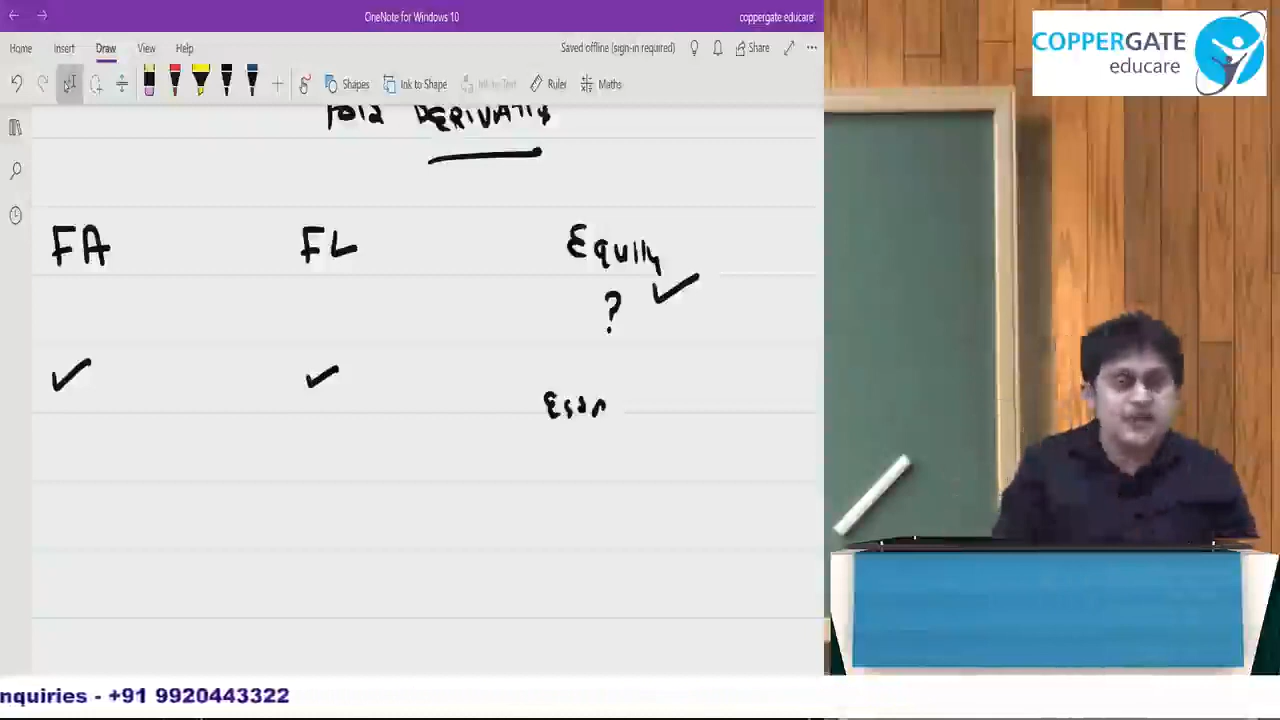 OneNote for Windows 10
coppergate educare
Home Insert Draw View Help
Saved offline (sign-in required)
Share
Shapes
Ink to Shape
Ink to Text
Ruler
Maths
COPPERGATE
educare
FA FL Equity
?
nquiries - +91 9920443322